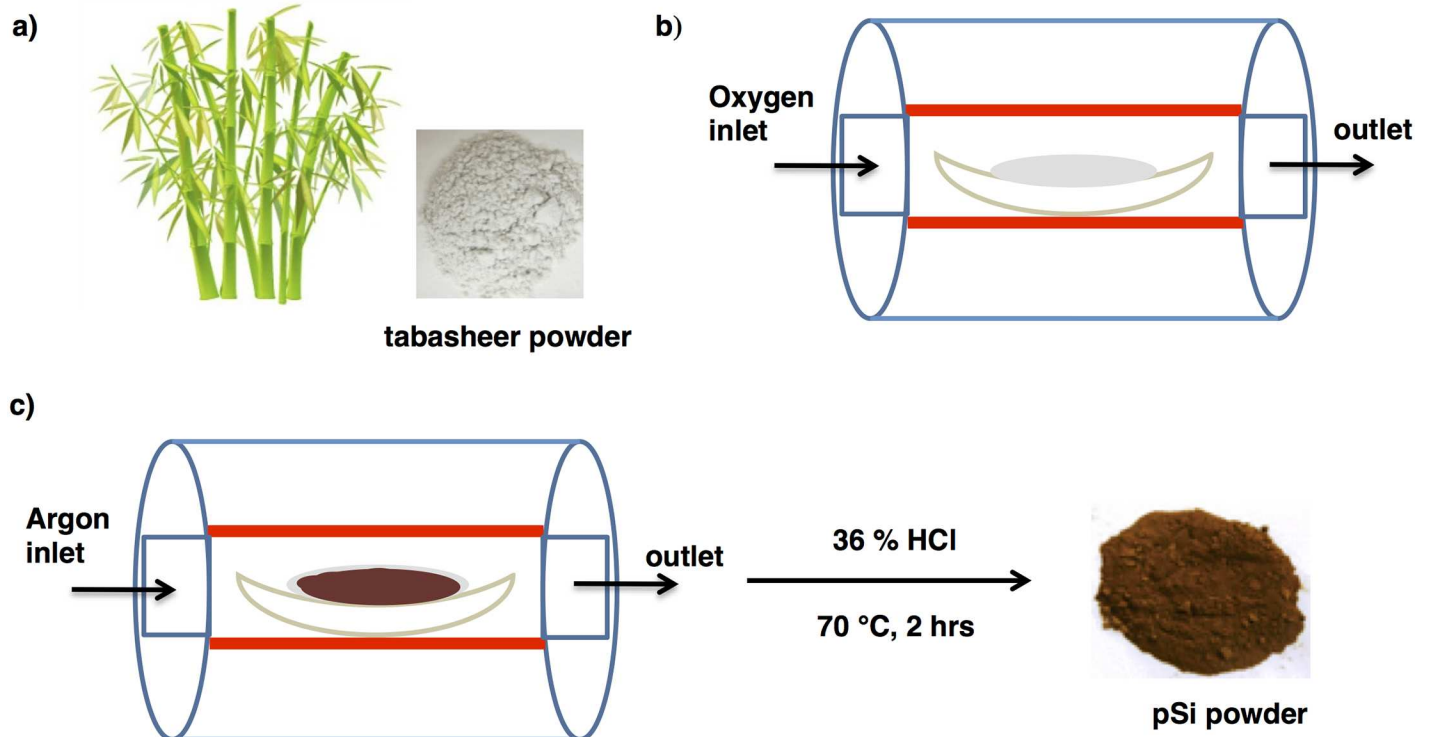 a)
tabasheer powder
b)
Oxygen
inlet
outlet
c)
Argon
inlet
outlet
36 % HCl
70 °C, 2 hrs
pSi powder